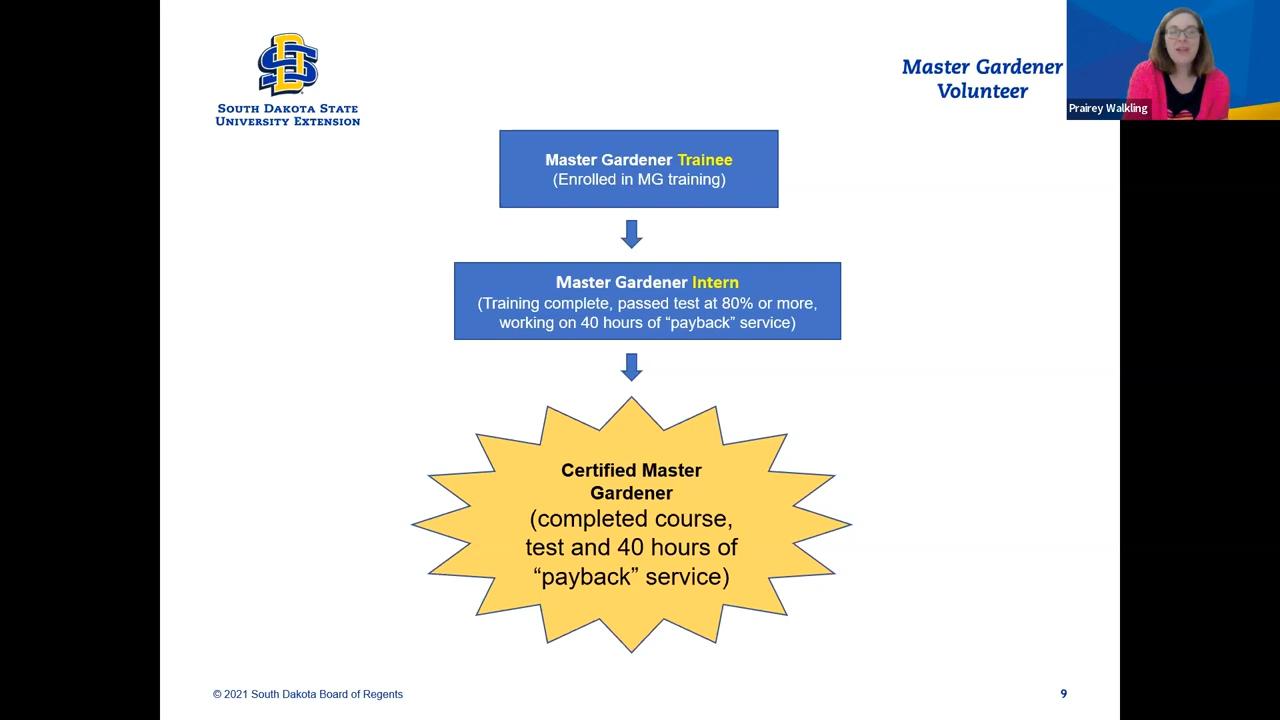 SOUTH DAKOTA STATE
UNIVERSITY EXTENSION
Master Gardener
Volunteer
Prairey Walkling
Master Gardener Trainee
(Enrolled in MG training)
Master Gardener Intern
(Training complete, passed test at 80% or more,
working on 40 hours of “payback” service)
Certified Master
Gardener
(completed course,
test and 40 hours of
“payback” service)
© 2021 South Dakota Board of Regents
9